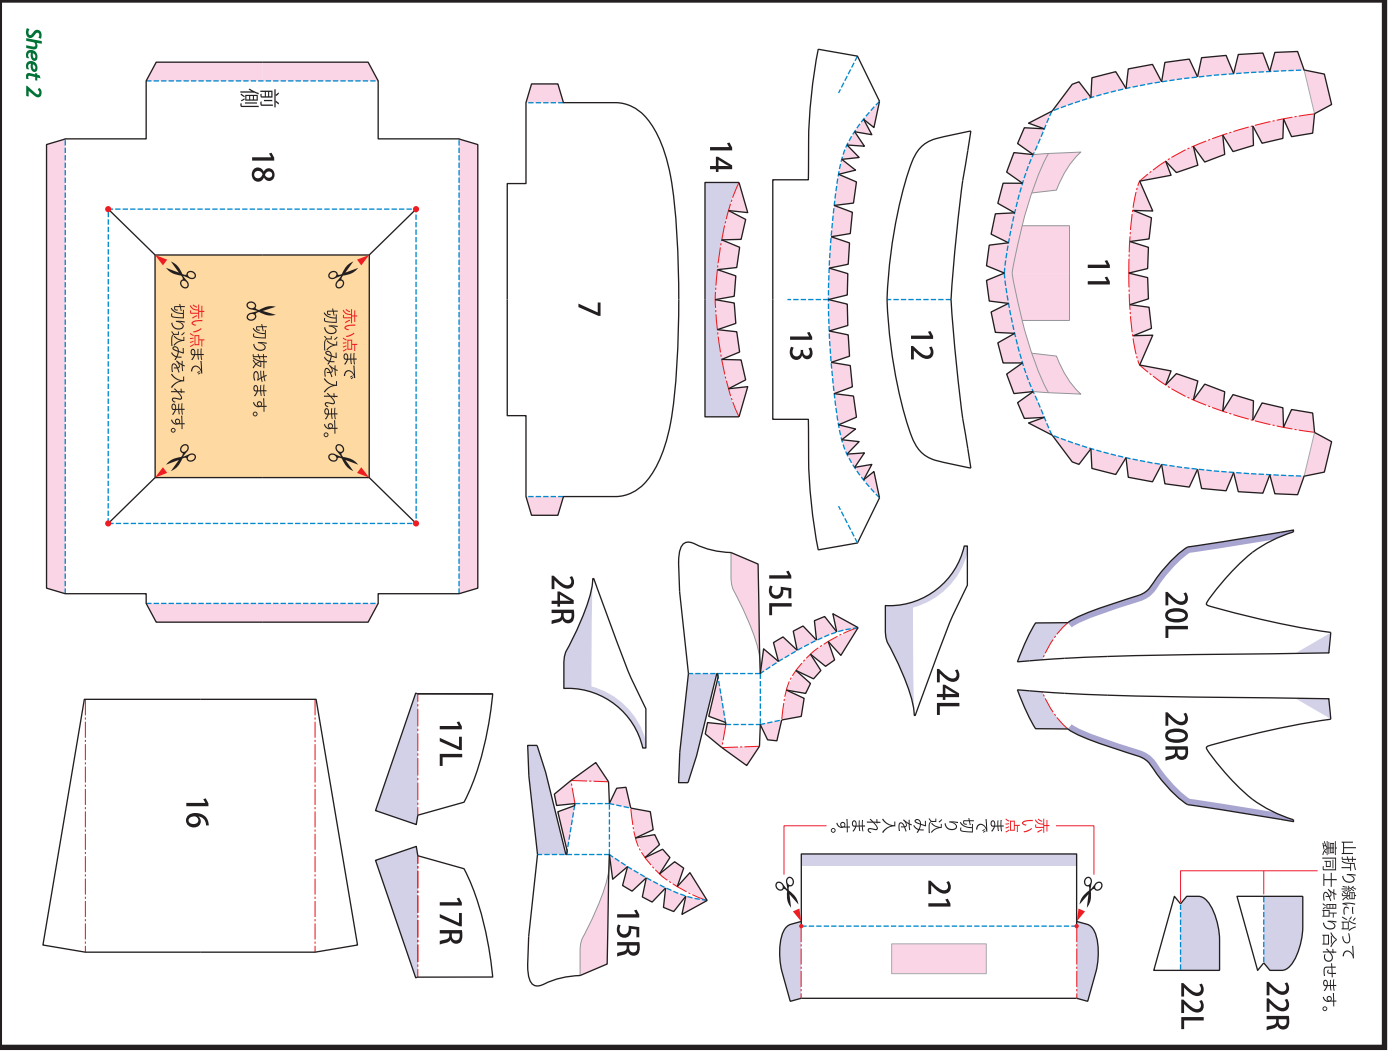 Sheet 2
前側
18
赤い点まで
切り込みを入れます。
切り抜きます。
赤い点まで
切り込みを入れます。
7
14
13
12
11
24R
15L
24L
20L
20R
16
17L
17R
15R
赤い点まで切り込みを入れます。
21
山折り線に沿って
裏同士を貼り合わせます。
22L
22R